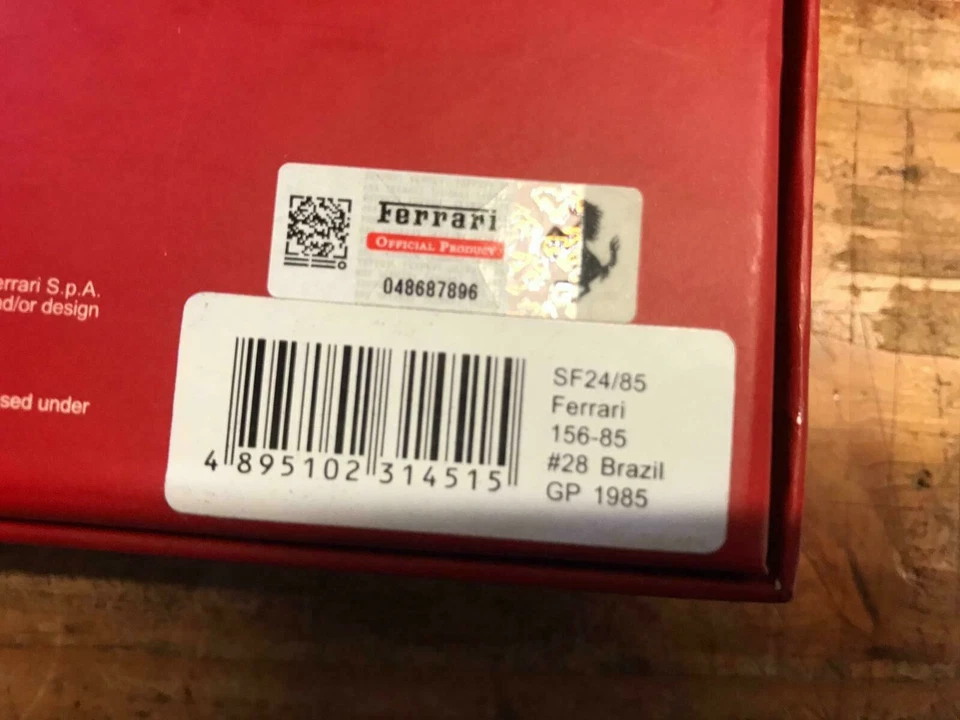 Ferrari
OFFICIAL PRODUCT
048687896
errari S.p.A.
nd/or design
sed under
4 895102 314515
SF24/85
Ferrari
156-85
#28 Brazil
GP 1985